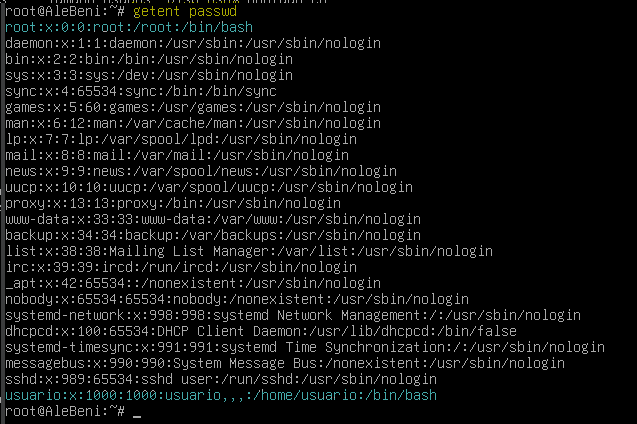 root@AleBeni:~# getent passwd
root:x:0:0:root:/root:/bin/bash
daemon:x:1:1:daemon:/usr/sbin:/usr/sbin/nologin
bin:x:2:2:bin:/bin:/usr/sbin/nologin
sys:x:3:3:sys:/dev:/usr/sbin/nologin
sync:x:4:65534:sync:/bin:/bin/sync
games:x:5:60:games:/usr/games:/usr/sbin/nologin
man:x:6:12:man:/var/cache/man:/usr/sbin/nologin
lp:x:7:7:lp:/var/spool/lpd:/usr/sbin/nologin
mail:x:8:8:mail:/var/mail:/usr/sbin/nologin
news:x:9:9:news:/var/spool/news:/usr/sbin/nologin
uucp:x:10:10:uucp:/var/spool/uucp:/usr/sbin/nologin
proxy:x:13:13:proxy:/bin:/usr/sbin/nologin
www-data:x:33:33:www-data:/var/www:/usr/sbin/nologin
backup:x:34:34:backup:/var/backups:/usr/sbin/nologin
list:x:38:38:Mailing List Manager:/var/list:/usr/sbin/nologin
irc:x:39:39:ircd:/run/ircd:/usr/sbin/nologin
_apt:x:42:65534::/nonexistent:/usr/sbin/nologin
nobody:x:65534:65534:nobody:/nonexistent:/usr/sbin/nologin
systemd-network:x:998:998:systemd Network Management:/:/usr/sbin/nologin
dhcpcd:x:100:65534:DHCP Client Daemon:/usr/lib/dhcpcd:/bin/false
systemd-timesync:x:991:991:systemd Time Synchronization:/:/usr/sbin/nologin
messagebus:x:990:990:System Message Bus:/nonexistent:/usr/sbin/nologin
sshd:x:989:65534:sshd user:/run/sshd:/usr/sbin/nologin
usuario:x:1000:1000:usuario,,,:/home/usuario:/bin/bash
root@AleBeni:~# _